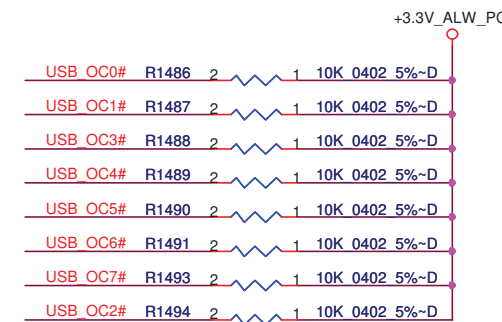 +3.3V_ALW_PC
USB_OC0# R1486 2 1 10K_0402_5%~D
USB_OC1# R1487 2 1 10K_0402_5%~D
USB_OC3# R1488 2 1 10K_0402_5%~D
USB_OC4# R1489 2 1 10K_0402_5%~D
USB_OC5# R1490 2 1 10K_0402_5%~D
USB_OC6# R1491 2 1 10K_0402_5%~D
USB_OC7# R1493 2 1 10K_0402_5%~D
USB_OC2# R1494 2 1 10K_0402_5%~D